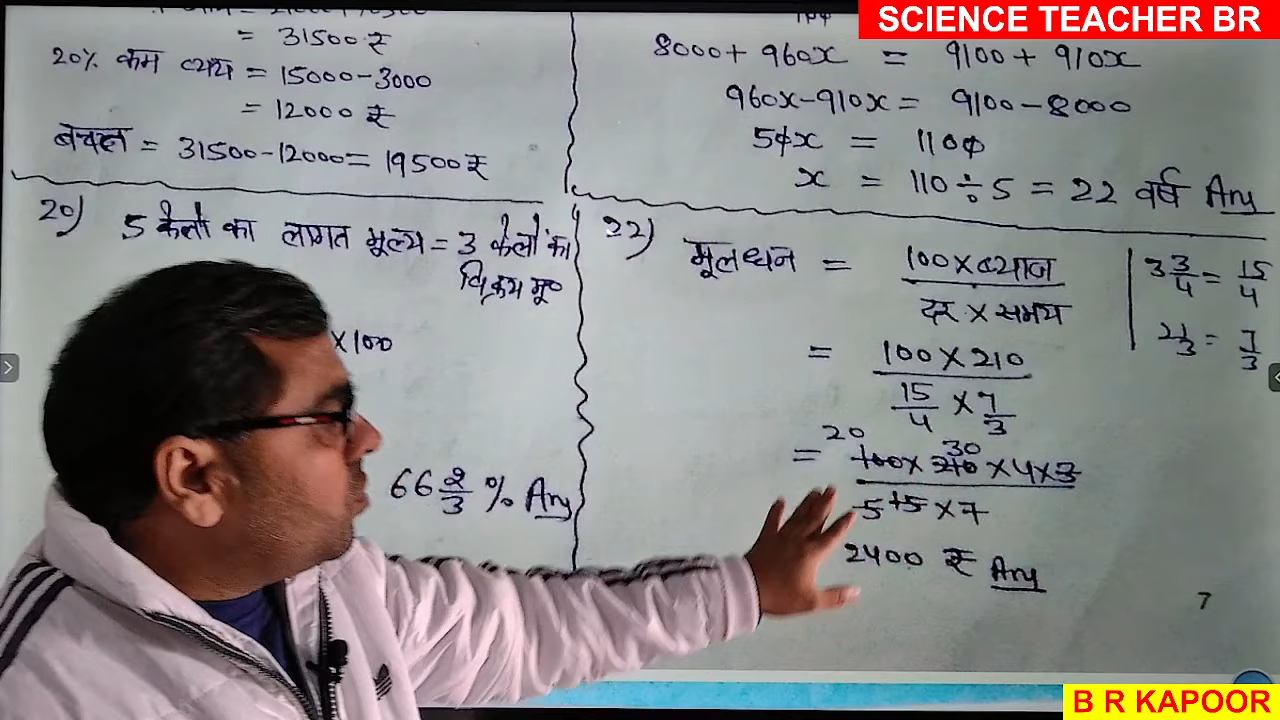 SCIENCE TEACHER BR
= 31500 ₹
20% कम व्यय = 15000-3000
= 12000 ₹
बचत = 31500-12000 = 19500 ₹
8000 + 960x = 9100 + 910x
960x-910x = 9100-8000
50x = 1100
x = 110 ÷ 5 = 22 वर्ष Ans
20) 5 केलों का लागत मूल्य = 3 केलों का
विक्रय मू०
x 100
66 2/3 % Ans
22) मूलधन = 100 x ब्याज
दर x समय
= 100 x 210
15/4 x 7/3
= 100 x 210 x 4 x 3
20 30
5 15 x 7
2400 ₹ Ans
3 3/4 = 15/4
2 1/3 = 7/3
7
B R KAPOOR